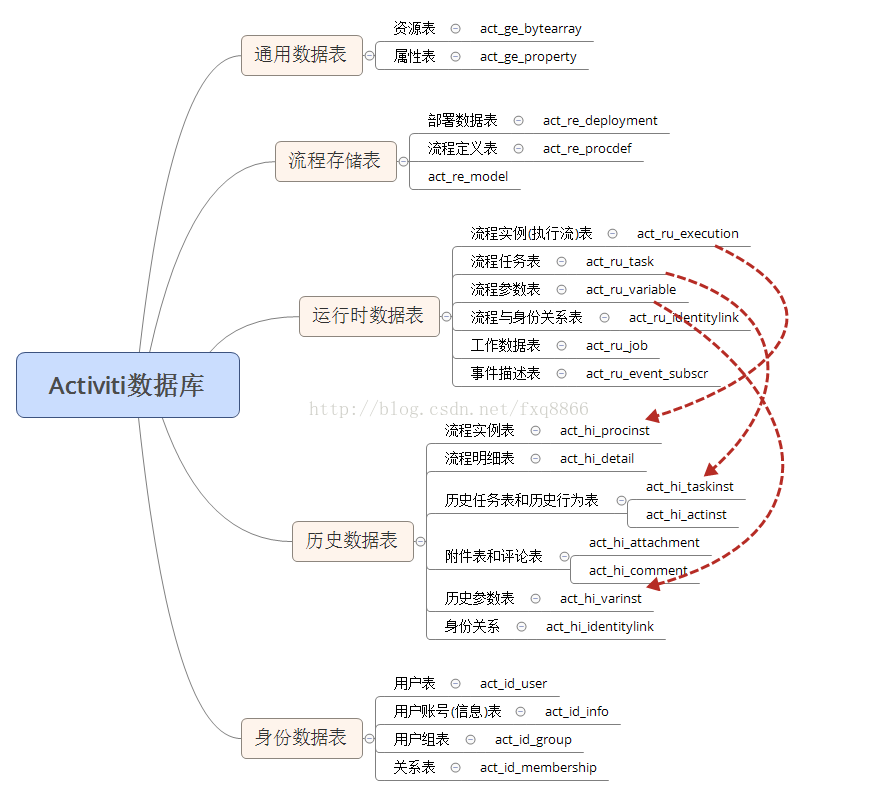 Activiti数据库
通用数据表
资源表 act_ge_bytearray
属性表 act_ge_property
流程存储表
部署数据表 act_re_deployment
流程定义表 act_re_procdef
act_re_model
运行时数据表
流程实例(执行流)表 act_ru_execution
流程任务表 act_ru_task
流程参数表 act_ru_variable
流程与身份关系表 act_ru_identitylink
工作数据表 act_ru_job
事件描述表 act_ru_event_subscr
http://blog.csdn.net/fxq8866
历史数据表
流程实例表 act_hi_procinst
流程明细表 act_hi_detail
历史任务表和历史行为表
act_hi_taskinst
act_hi_actinst
附件表和评论表
act_hi_attachment
act_hi_comment
历史参数表 act_hi_varinst
身份关系 act_hi_identitylink
身份数据表
用户表 act_id_user
用户账号(信息)表 act_id_info
用户组表 act_id_group
关系表 act_id_membership